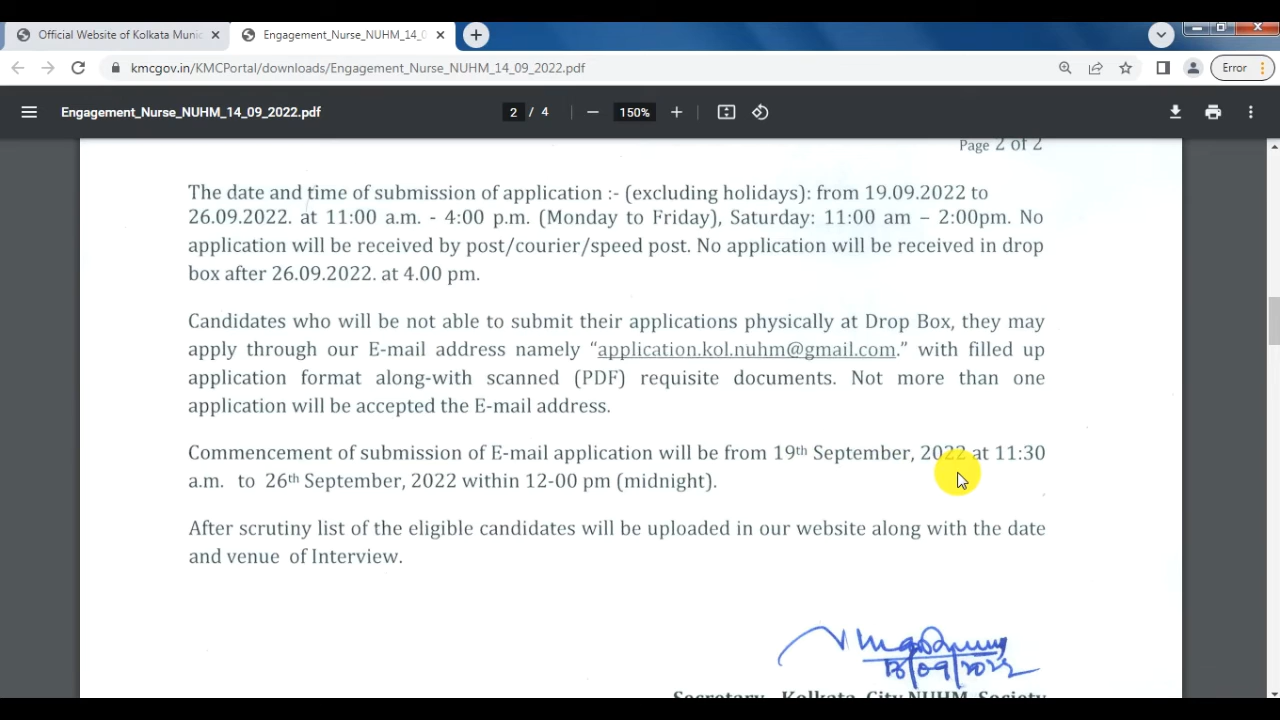 Official Website of Kolkata Munic
Engagement_Nurse_NUHM_14_0
kmcgov.in/KMCPortal/downloads/Engagement_Nurse_NUHM_14_09_2022.pdf
Error
Engagement_Nurse_NUHM_14_09_2022.pdf
2 / 4
150%
Page 2 of 2
The date and time of submission of application :- (excluding holidays): from 19.09.2022 to
26.09.2022. at 11:00 a.m. - 4:00 p.m. (Monday to Friday), Saturday: 11:00 am – 2:00pm. No
application will be received by post/courier/speed post. No application will be received in drop
box after 26.09.2022. at 4.00 pm.
Candidates who will be not able to submit their applications physically at Drop Box, they may
apply through our E-mail address namely “application.kol.nuhm@gmail.com.” with filled up
application format along-with scanned (PDF) requisite documents. Not more than one
application will be accepted the E-mail address.
Commencement of submission of E-mail application will be from 19th September, 2022 at 11:30
a.m. to 26th September, 2022 within 12-00 pm (midnight).
After scrutiny list of the eligible candidates will be uploaded in our website along with the date
and venue of Interview.
Secretary, Kolkata City NUHM Society